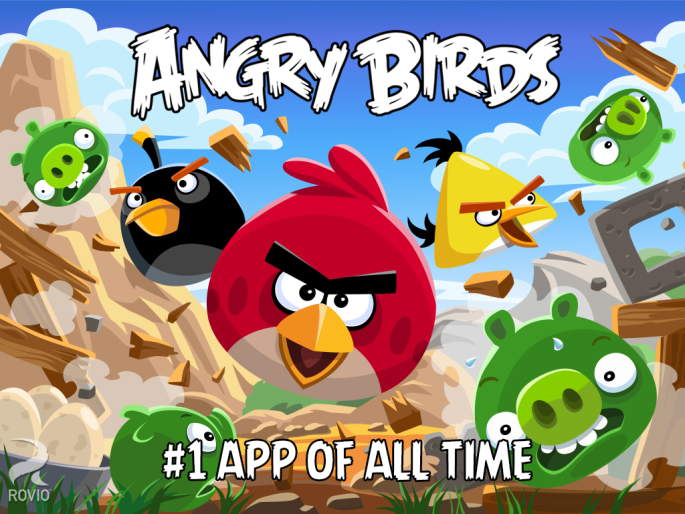 ANGRY BIRDS
#1 APP OF ALL TIME
ROVIO